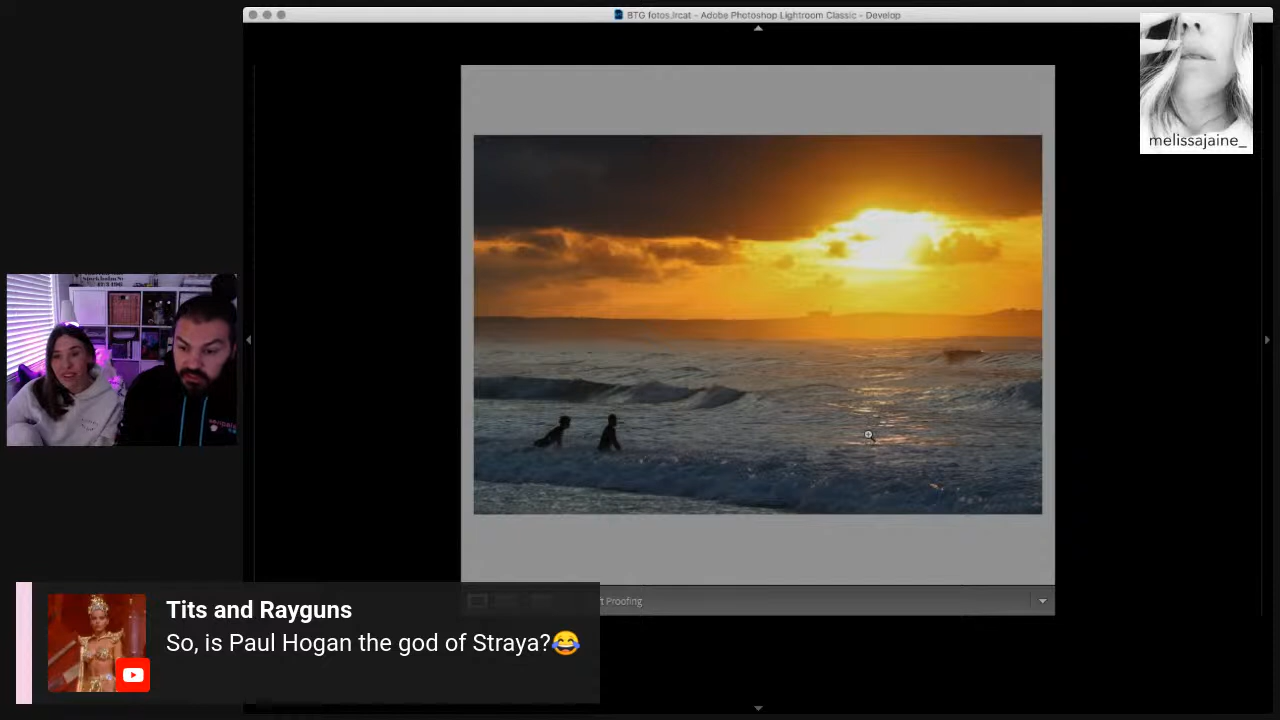 BTG fotos.lrcat - Adobe Photoshop Lightroom Classic - Develop
melissajaine_
t Proofing
Tits and Rayguns
So, is Paul Hogan the god of Straya?😂